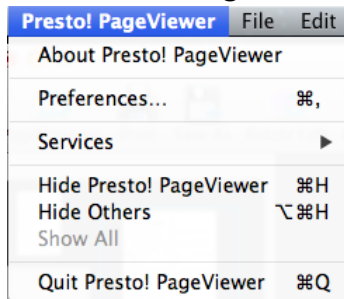 Presto! PageViewer File Edit
About Presto! PageViewer
Preferences... ⌘,
Services ▶
Hide Presto! PageViewer ⌘H
Hide Others ⌥⌘H
Show All
Quit Presto! PageViewer ⌘Q